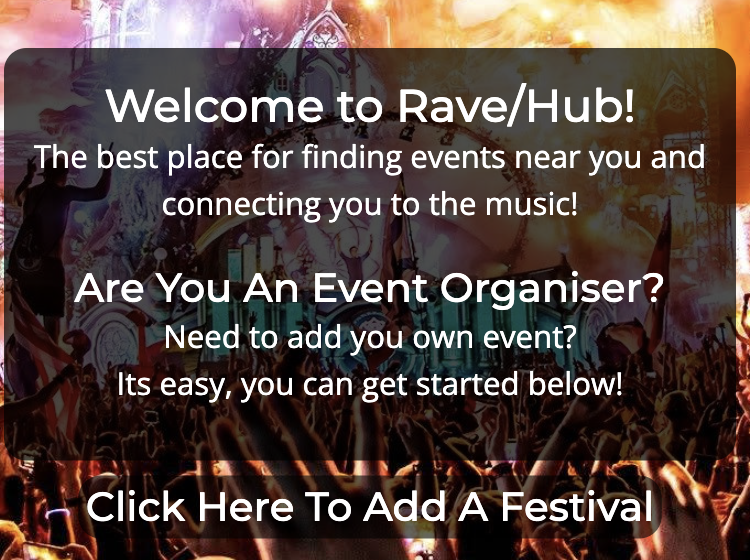 Welcome to Rave/Hub!
The best place for finding events near you and
connecting you to the music!
Are You An Event Organiser?
Need to add you own event?
Its easy, you can get started below!
Click Here To Add A Festival